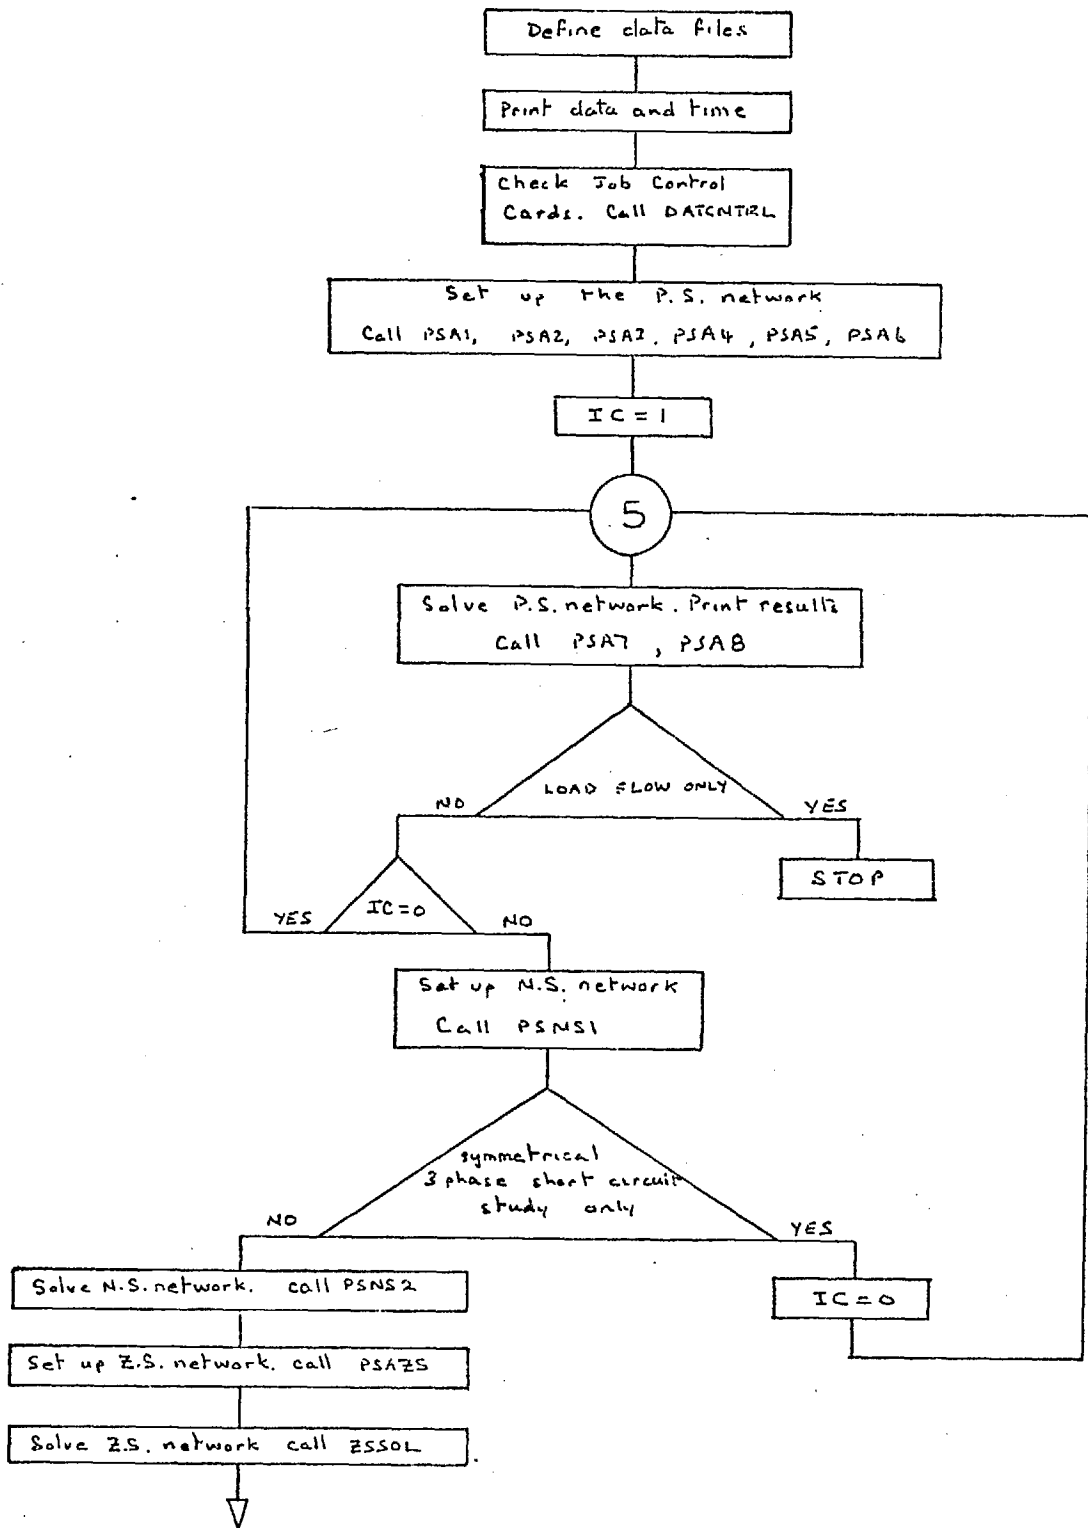 Define data files
Print data and time
Check Job Control
Cards. Call DATCNTRL
Set up the P.S. network
Call PSA1, PSA2, PSA3, PSA4, PSA5, PSA6
IC = 1
5
Solve P.S. network. Print results
Call PSA7, PSA8
LOAD FLOW ONLY
NO
YES
STOP
IC=0
YES
NO
Set up N.S. network
Call PSNS1
symmetrical
3 phase short circuit
study only
NO
YES
Solve N.S. network. call PSNS2
IC=0
Set up Z.S. network. call PSAZS
Solve Z.S. network call ZSSOL.